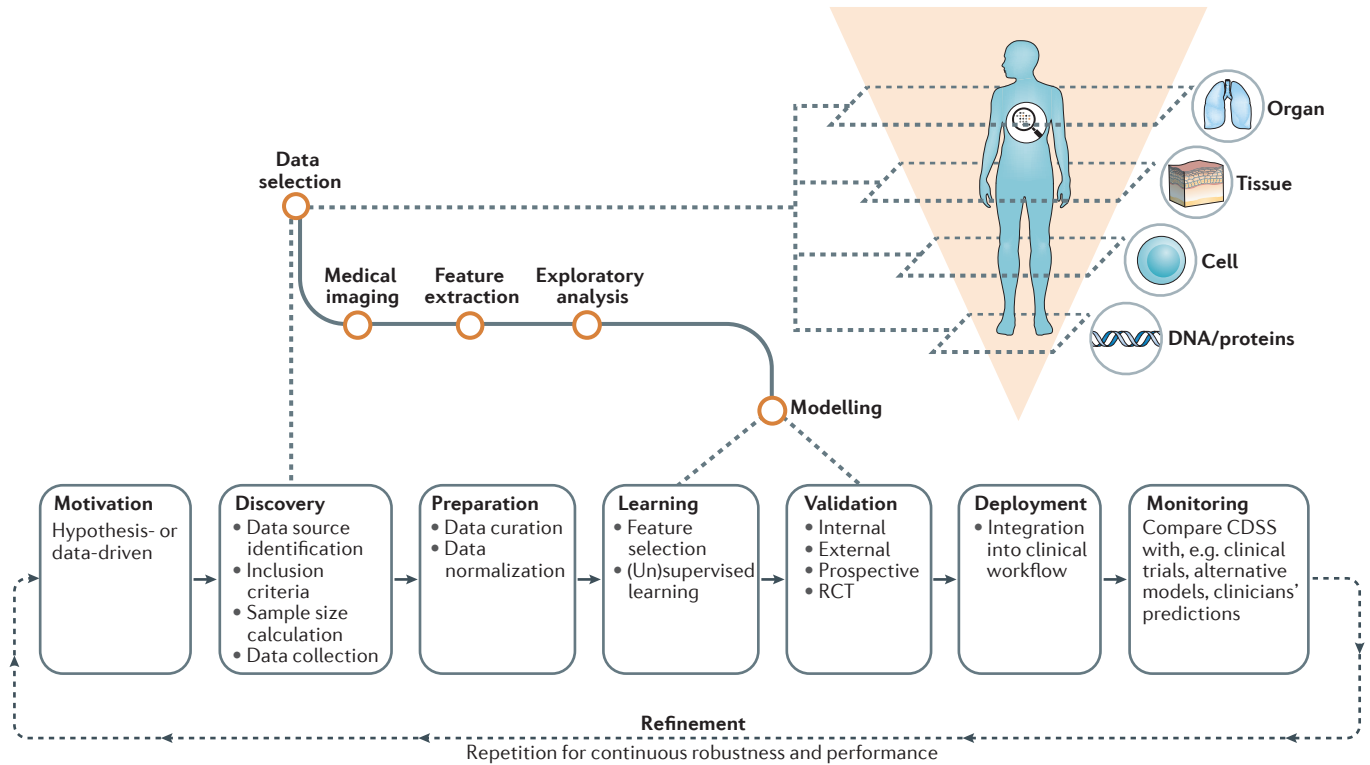 Organ
Tissue
Cell
DNA/proteins
Data
selection
Medical
imaging
Feature
extraction
Exploratory
analysis
Modelling
Motivation
Hypothesis- or
data-driven
Discovery
• Data source
identification
• Inclusion
criteria
• Sample size
calculation
• Data collection
Preparation
• Data curation
• Data
normalization
Learning
• Feature
selection
• (Un)supervised
learning
Validation
• Internal
• External
• Prospective
• RCT
Deployment
• Integration
into clinical
workflow
Monitoring
Compare CDSS
with, e.g. clinical
trials, alternative
models, clinicians’
predictions
Refinement
Repetition for continuous robustness and performance